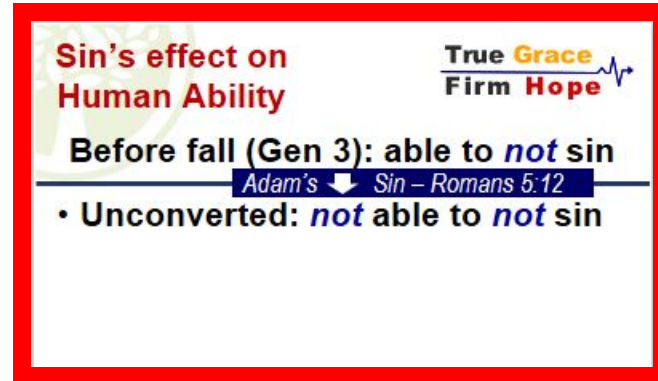 Sin's effect on
Human Ability
True Grace
Firm Hope
Before fall (Gen 3): able to not sin
Adam's Sin – Romans 5:12
• Unconverted: not able to not sin